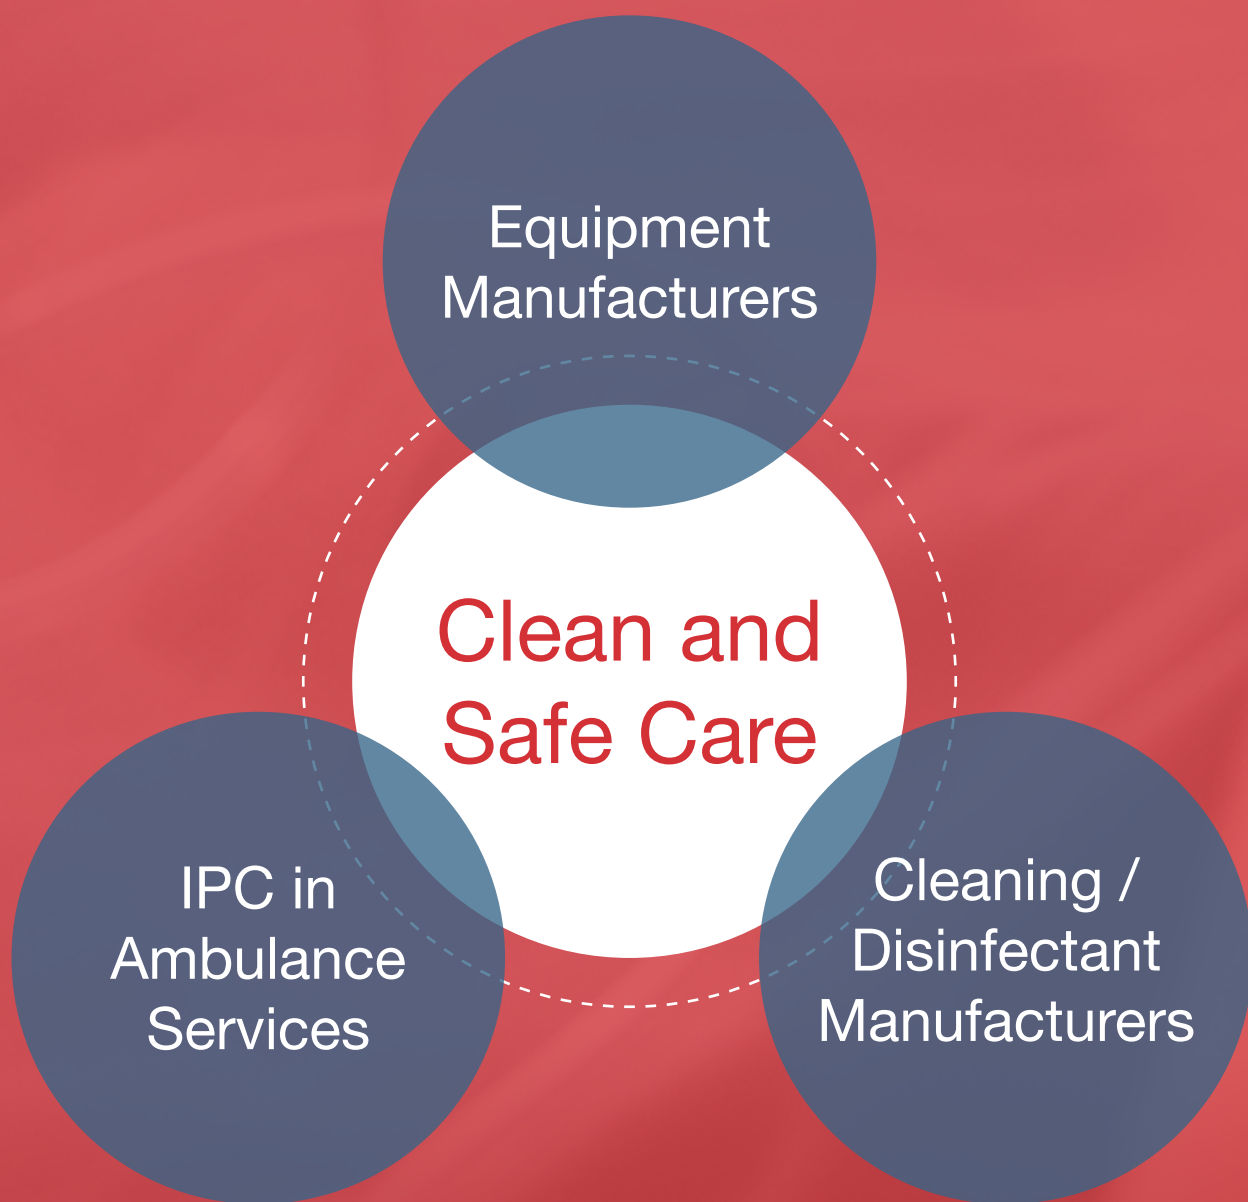 Equipment
Manufacturers
Clean and
Safe Care
IPC in
Ambulance
Services
Cleaning /
Disinfectant
Manufacturers